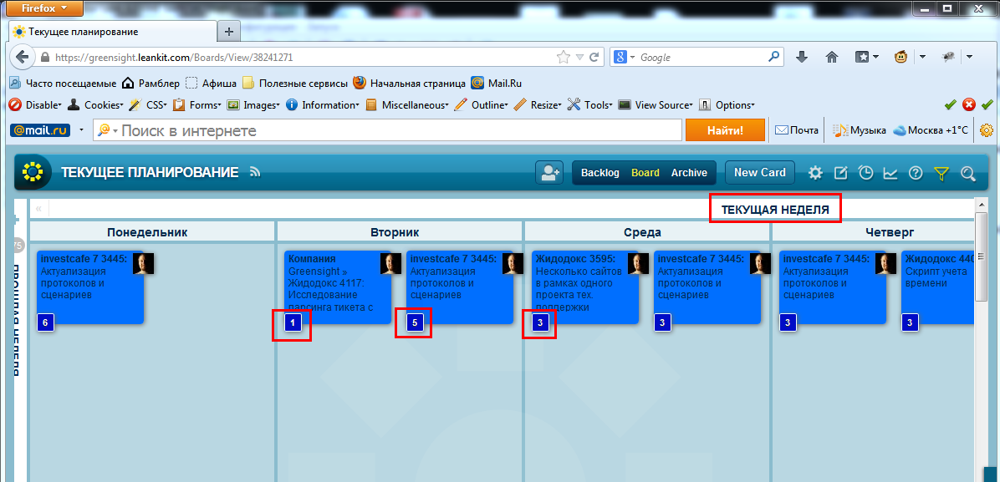 Firefox
Текущее планирование
https://greensight.leankit.com/Boards/View/38241271
Google
Часто посещаемые Рамблер Афиша Полезные сервисы Начальная страница Mail.Ru
Disable Cookies CSS Forms Images Information Miscellaneous Outline Resize Tools View Source Options
@mail.ru Поиск в интернете Найти! Почта Музыка Москва +1°C
ТЕКУЩЕЕ ПЛАНИРОВАНИЕ Backlog Board Archive New Card
ТЕКУЩАЯ НЕДЕЛЯ
75
ПРОШЛАЯ НЕДЕЛЯ
Понедельник Вторник Среда Четверг
investcafe 7 3445:
Актуализация
протоколов и
сценариев
6
Компания
Greensight »
Жидодокс 4117:
Исследование
парсинга тикета с
1
investcafe 7 3445:
Актуализация
протоколов и
сценариев
5
Жидодокс 3595:
Несколько сайтов
в рамках одного
проекта тех.
поддержки
3
investcafe 7 3445:
Актуализация
протоколов и
сценариев
3
investcafe 7 3445:
Актуализация
протоколов и
сценариев
3
Жидодокс
Скрипт учета
времени
3